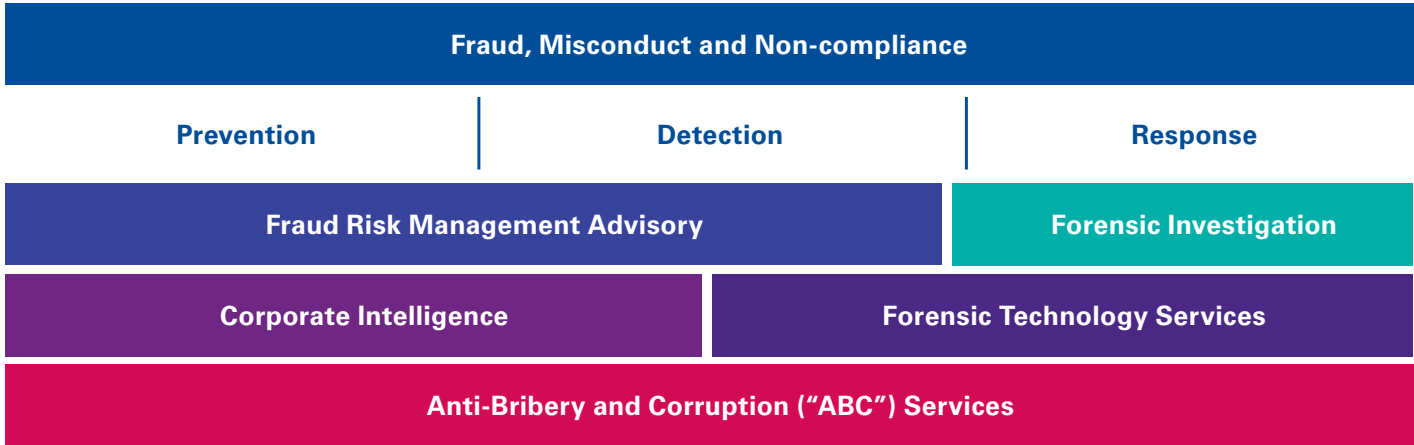 Fraud, Misconduct and Non-compliance
Prevention
Detection
Response
Fraud Risk Management Advisory
Forensic Investigation
Corporate Intelligence
Forensic Technology Services
Anti-Bribery and Corruption (“ABC”) Services